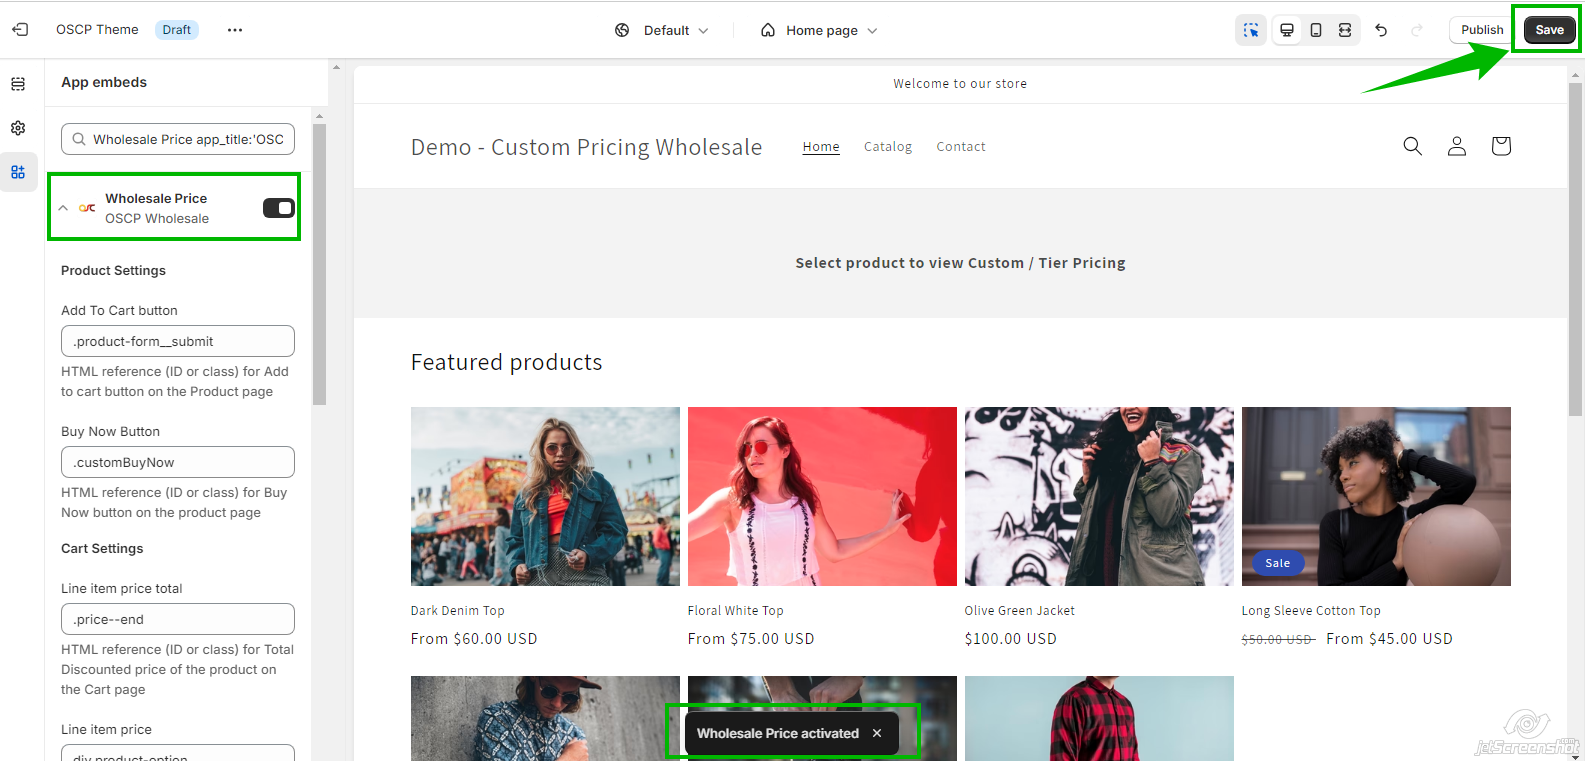 OSCP Theme
Draft
Default
Home page
Publish
Save
App embeds
Wholesale Price app_title:'OSC
Wholesale Price
OSCP Wholesale
Product Settings
Add To Cart button
.product-form__submit
HTML reference (ID or class) for Add
to cart button on the Product page
Buy Now Button
.customBuyNow
HTML reference (ID or class) for Buy
Now button on the product page
Cart Settings
Line item price total
.price--end
HTML reference (ID or class) for Total
Discounted price of the product on
the Cart page
Line item price
div.product-option
Welcome to our store
Demo - Custom Pricing Wholesale
Home
Catalog
Contact
Select product to view Custom / Tier Pricing
Featured products
Sale
Dark Denim Top
From $60.00 USD
Floral White Top
From $75.00 USD
Olive Green Jacket
$100.00 USD
Long Sleeve Cotton Top
$50.00 USD From $45.00 USD
Wholesale Price activated
jetScreenshot.com